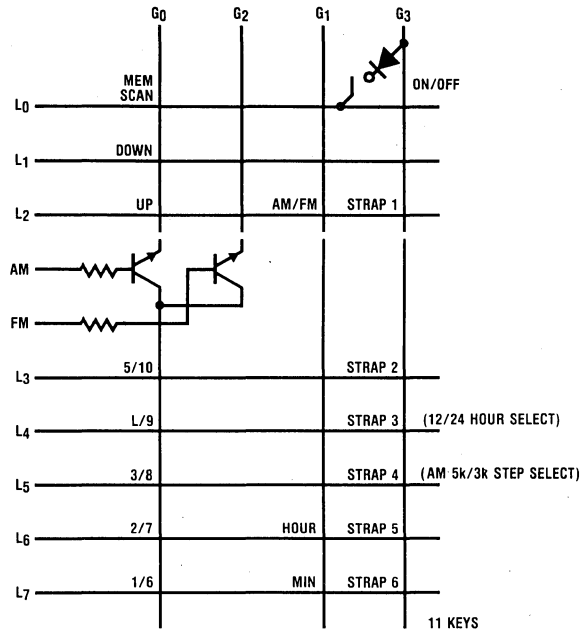 G0 G2 G1 G3
MEM
SCAN
ON/OFF
L0
DOWN
L1
UP AM/FM STRAP 1
L2
AM
FM
5/10 STRAP 2
L3
L/9 STRAP 3 (12/24 HOUR SELECT)
L4
3/8 STRAP 4 (AM 5k/3k STEP SELECT)
L5
2/7 HOUR STRAP 5
L6
1/6 MIN STRAP 6
L7
11 KEYS